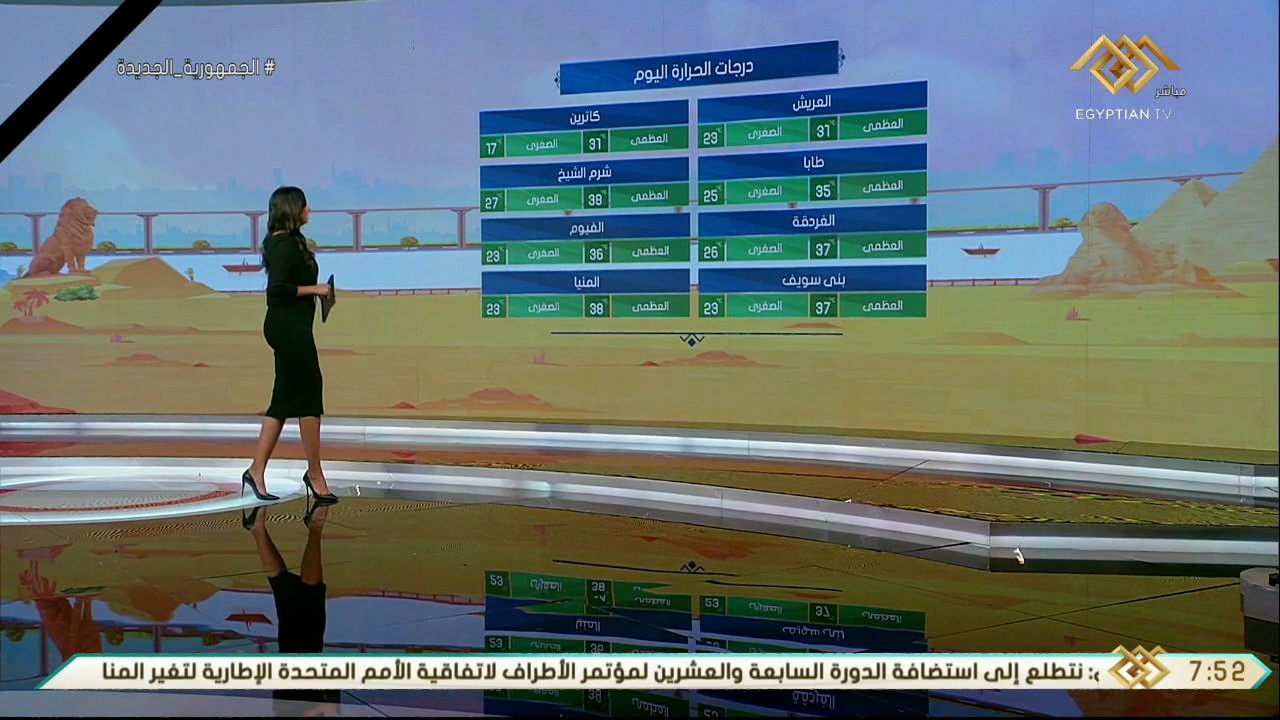 # الجمهورية_الجديدة
مباشر
EGYPTIAN TV
درجات الحرارة اليوم
العريش
العظمى 31 الصغرى 23
كاترين
العظمى 31 الصغرى 17
طابا
العظمى 35 الصغرى 25
شرم الشيخ
العظمى 38 الصغرى 27
الغردقة
العظمى 37 الصغرى 26
الفيوم
العظمى 36 الصغرى 23
بنى سويف
العظمى 37 الصغرى 23
المنيا
العظمى 38 الصغرى 23
: نتطلع إلى استضافة الدورة السابعة والعشرين لمؤتمر الأطراف لاتفاقية الأمم المتحدة الإطارية لتغير المنا
7:52